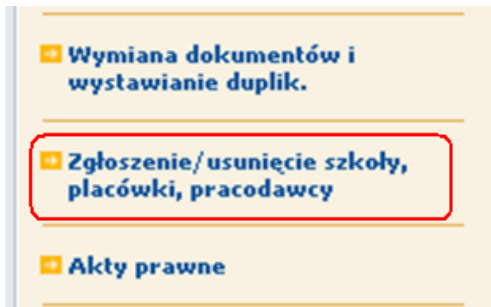 Wymiana dokumentów i
wystawianie duplik.
Zgłoszenie/usunięcie szkoły,
placówki, pracodawcy
Akty prawne